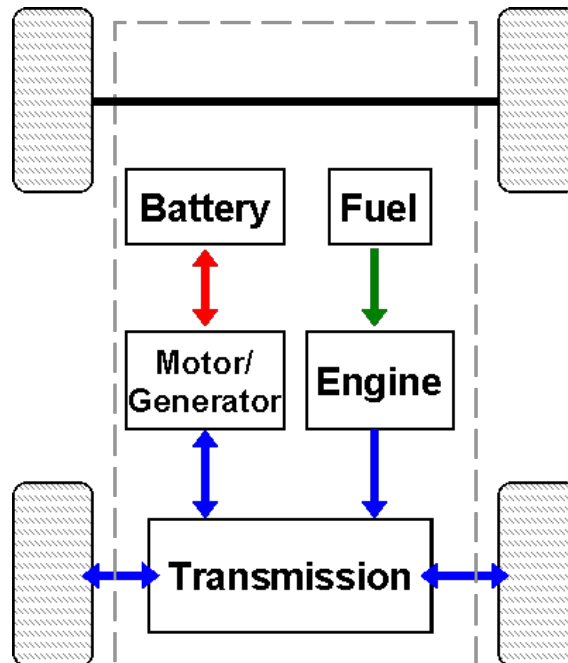 Battery
Fuel
Motor/
Generator
Engine
Transmission